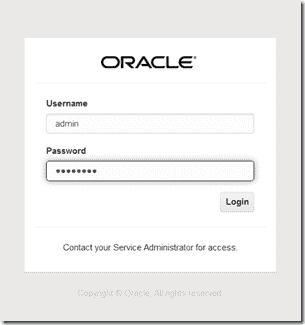 ORACLE®
Username
admin
Password
••••••••
Login
Contact your Service Administrator for access.
Copyright © Oracle. All rights reserved